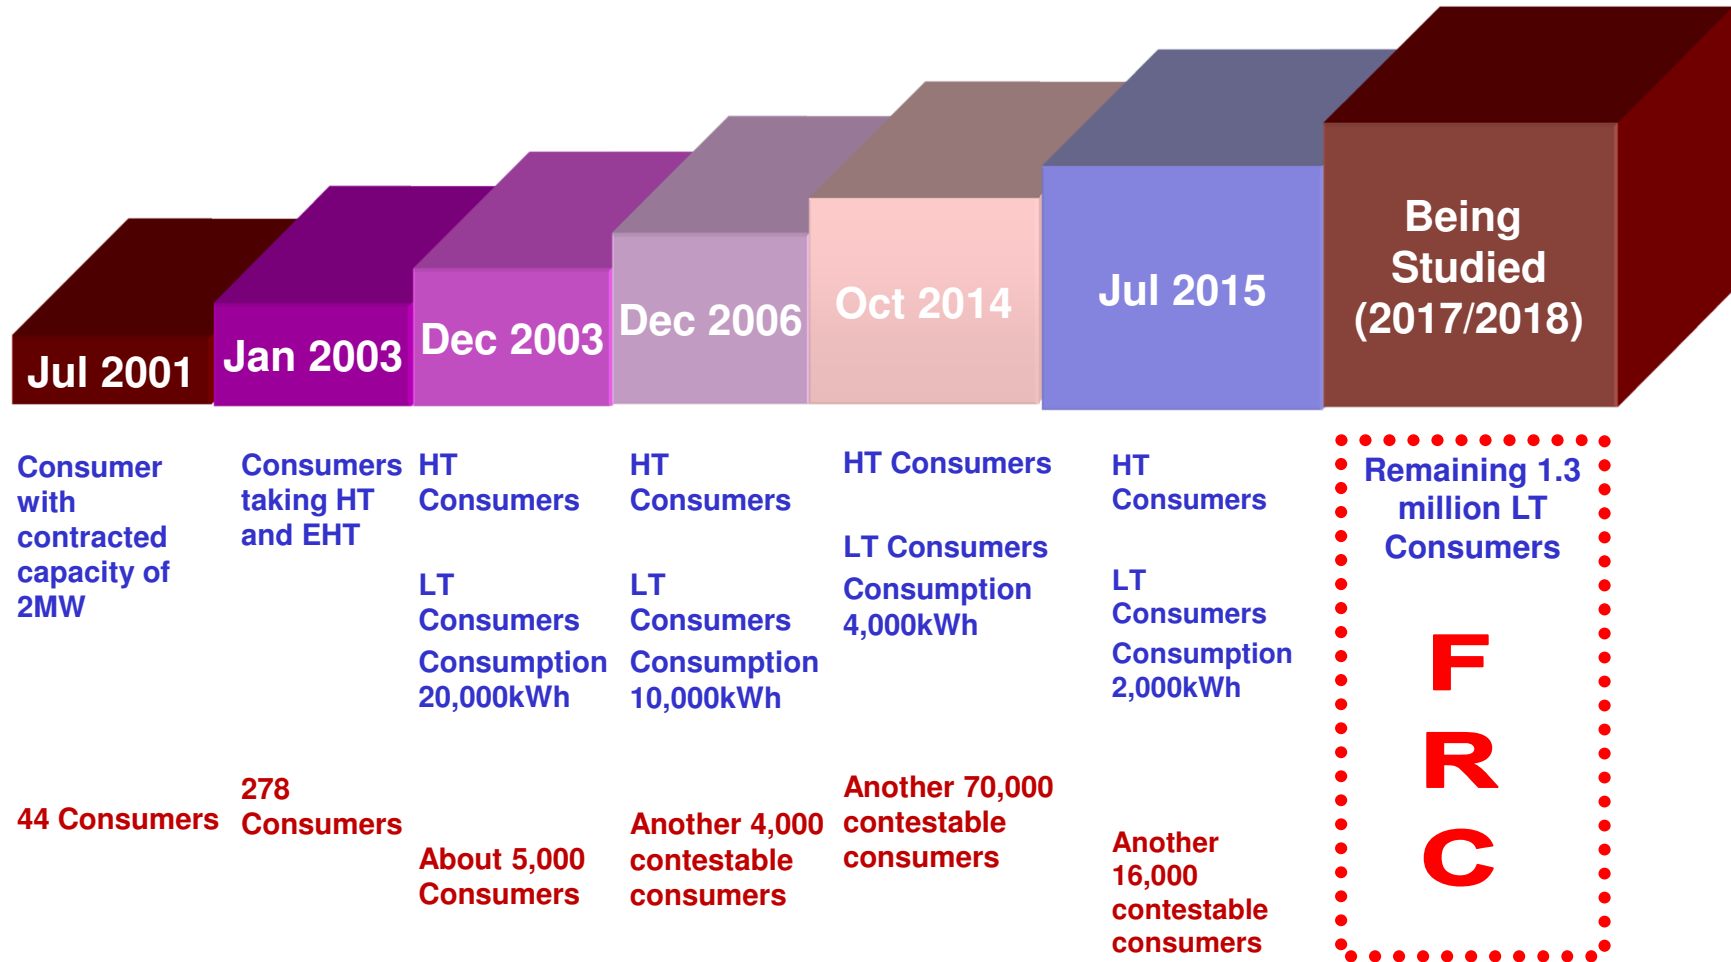 Jul 2001
Jan 2003
Dec 2003
Dec 2006
Oct 2014
Jul 2015
Being
Studied
(2017/2018)
Consumer
with
contracted
capacity of
2MW
44 Consumers
Consumers
taking HT
and EHT
278
Consumers
HT
Consumers
LT
Consumers
Consumption
20,000kWh
About 5,000
Consumers
HT
Consumers
LT
Consumers
Consumption
10,000kWh
Another 4,000
contestable
consumers
HT Consumers
LT Consumers
Consumption
4,000kWh
Another 70,000
contestable
consumers
HT
Consumers
LT
Consumers
Consumption
2,000kWh
Another
16,000
contestable
consumers
Remaining 1.3
million LT
Consumers
F
R
C